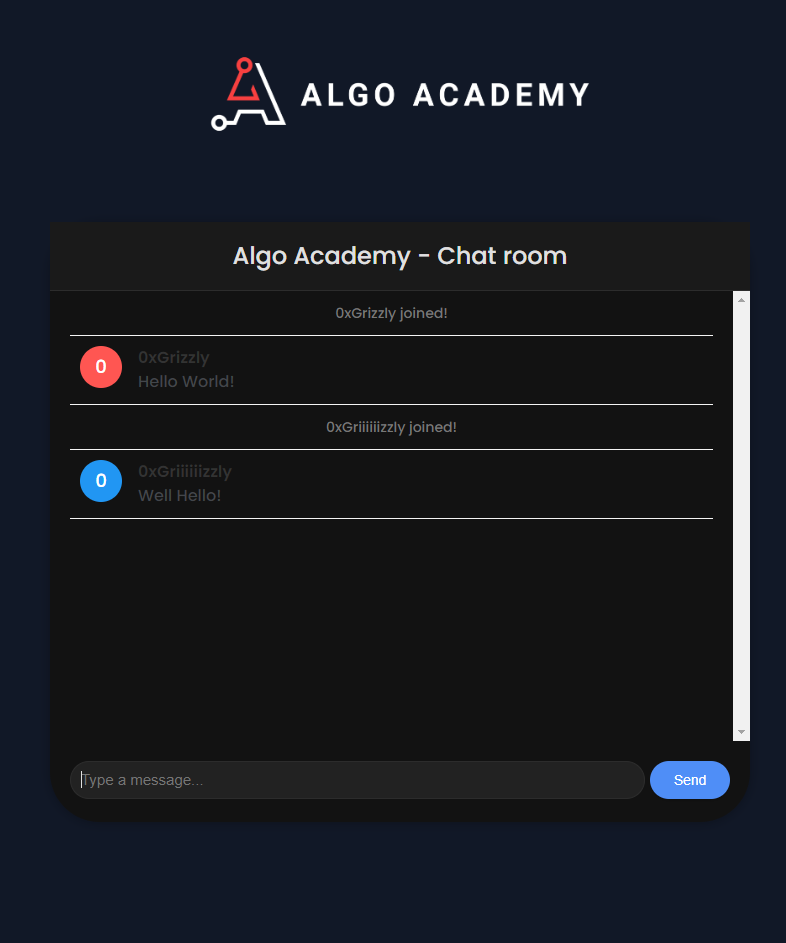 ALGO ACADEMY
Algo Academy - Chat room
0xGrizzly joined!
0
0xGrizzly
Hello World!
0xGriiiiiizzly joined!
0
0xGriiiiiizzly
Well Hello!
Type a message...
Send